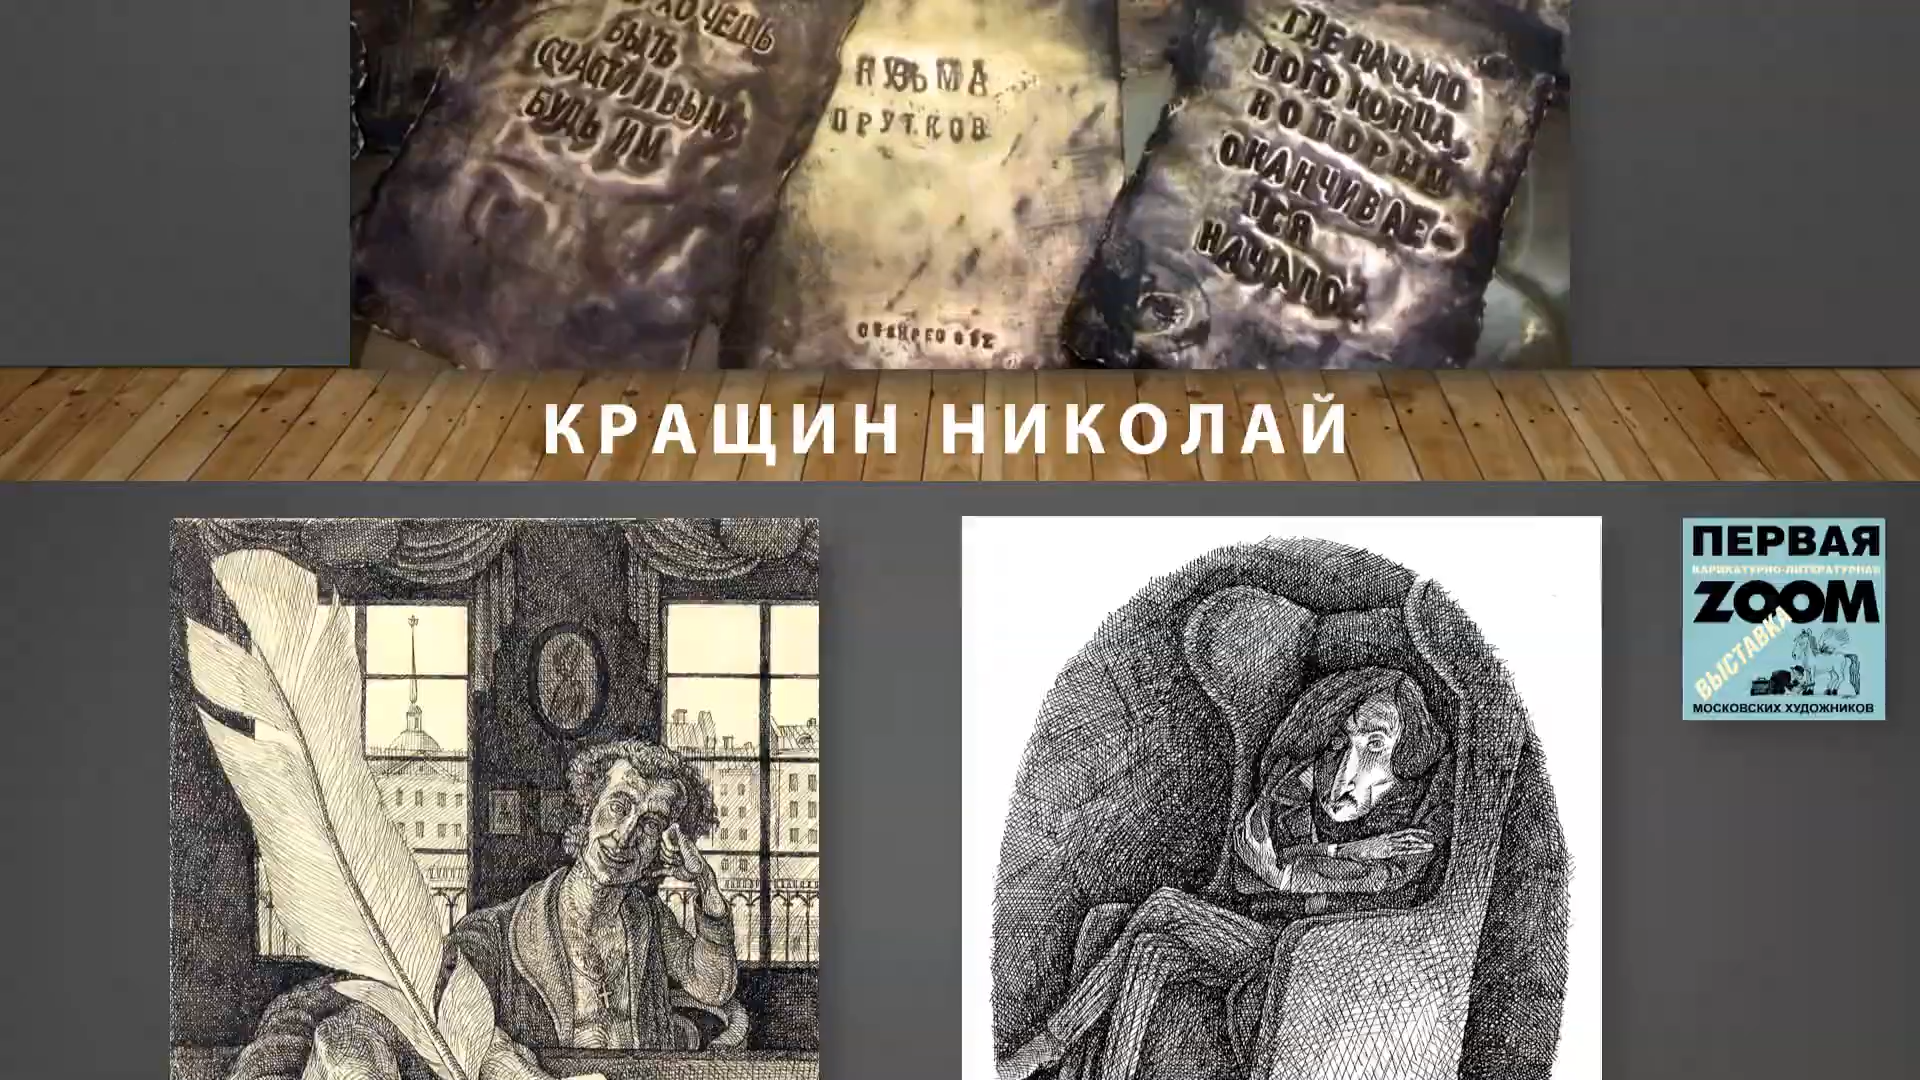 ХОЧЕШЬ
БЫТЬ
СЧАСТЛИВЫМ,
БУДЬ ИМ
КУЗЬМА
ПРУТКОВ
ГДЕ НАЧАЛО
ТОГО КОНЦА,
КОТОРЫМ
ОКАНЧИВАЕ-
ТСЯ
НАЧАЛО?
КРАЩИН НИКОЛАЙ
ПЕРВАЯ
КАРИКАТУРНО-ЛИТЕРАТУРНАЯ
ZOOM
ВЫСТАВКА
МОСКОВСКИХ ХУДОЖНИКОВ